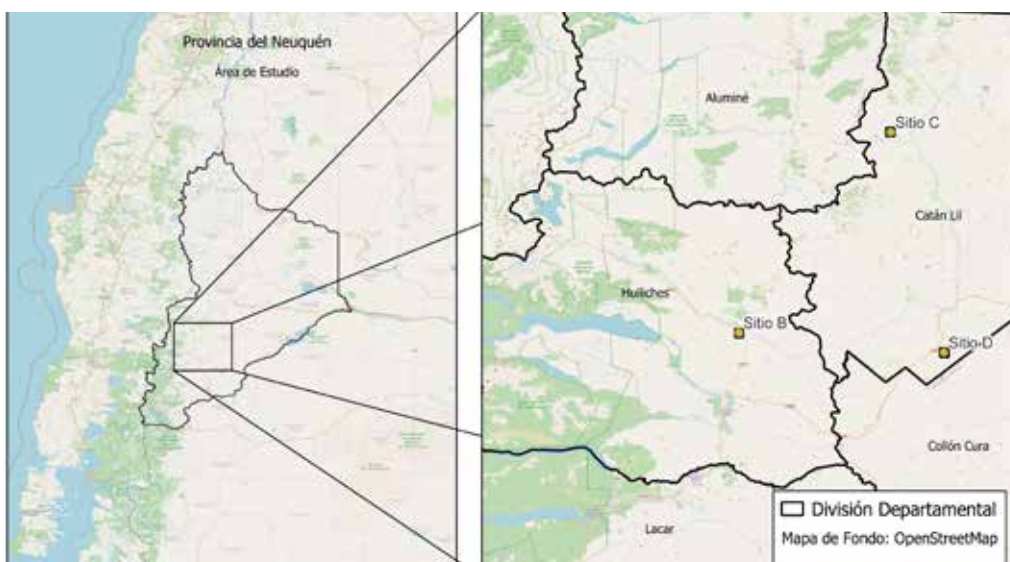 Provincia del Neuquén
Área de Estudio
Aluminé
Sitio C
Catán Lil
Huiliches
Sitio B
Sitio D
Collón Cura
Lacar
División Departamental
Mapa de Fondo: OpenStreetMap